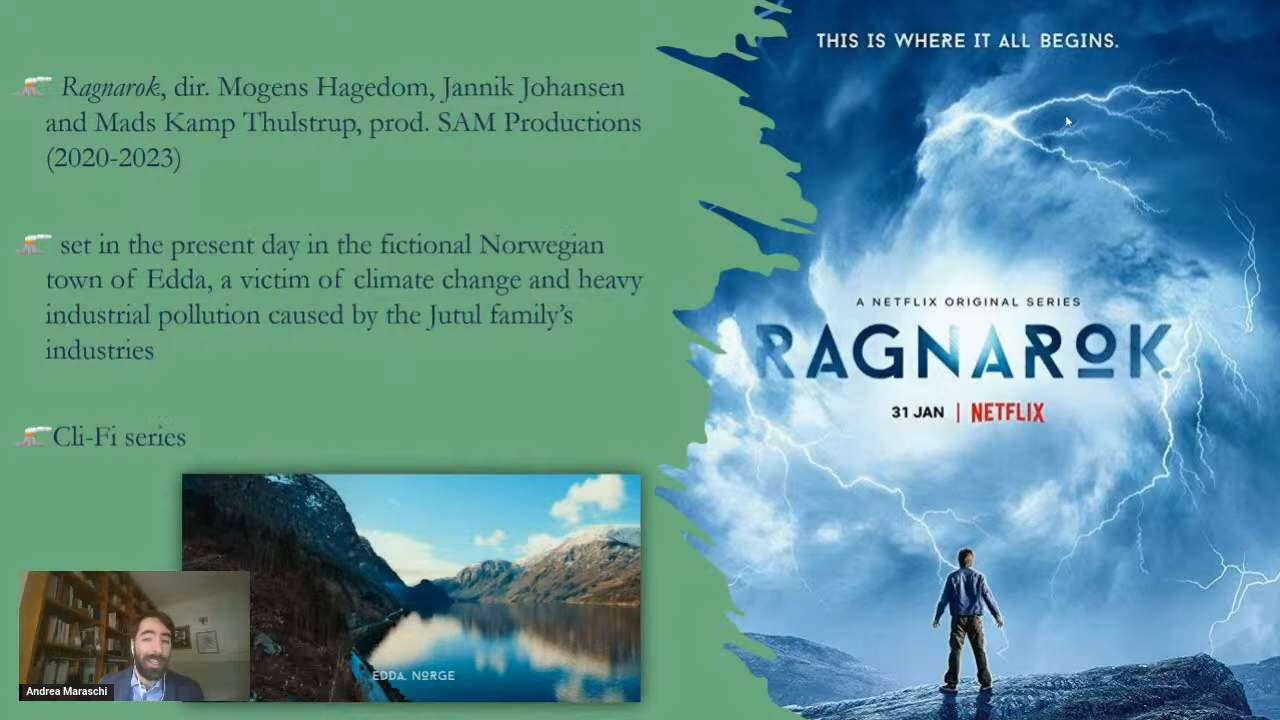 Ragnarok, dir. Mogens Hagedom, Jannik Johansen
and Mads Kamp Thulstrup, prod. SAM Productions
(2020-2023)
set in the present day in the fictional Norwegian
town of Edda, a victim of climate change and heavy
industrial pollution caused by the Jutul family’s
industries
Cli-Fi series
EDDA, NORGE
Andrea Maraschi
THIS IS WHERE IT ALL BEGINS.
A NETFLIX ORIGINAL SERIES
RAGNAROK
31 JAN | NETFLIX